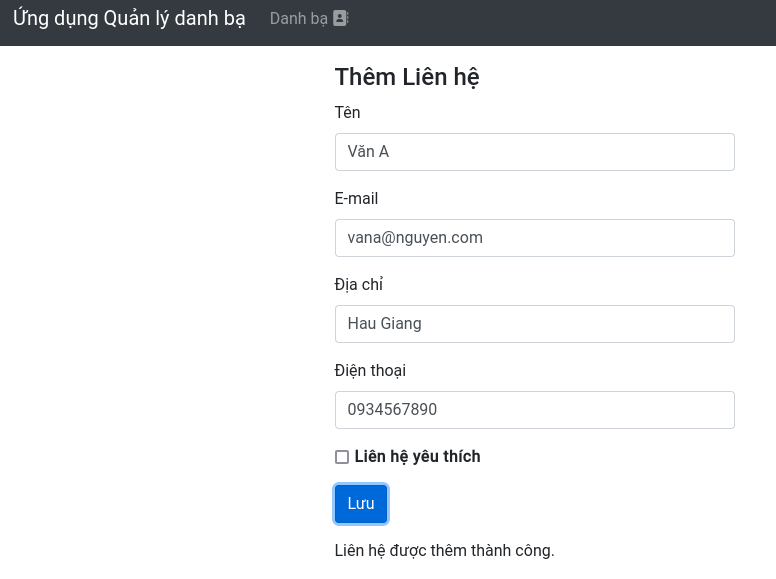 Ứng dụng Quản lý danh bạ Danh bạ
Thêm Liên hệ
Tên
Văn A
E-mail
vana@nguyen.com
Địa chỉ
Hau Giang
Điện thoại
0934567890
Liên hệ yêu thích
Lưu
Liên hệ được thêm thành công.